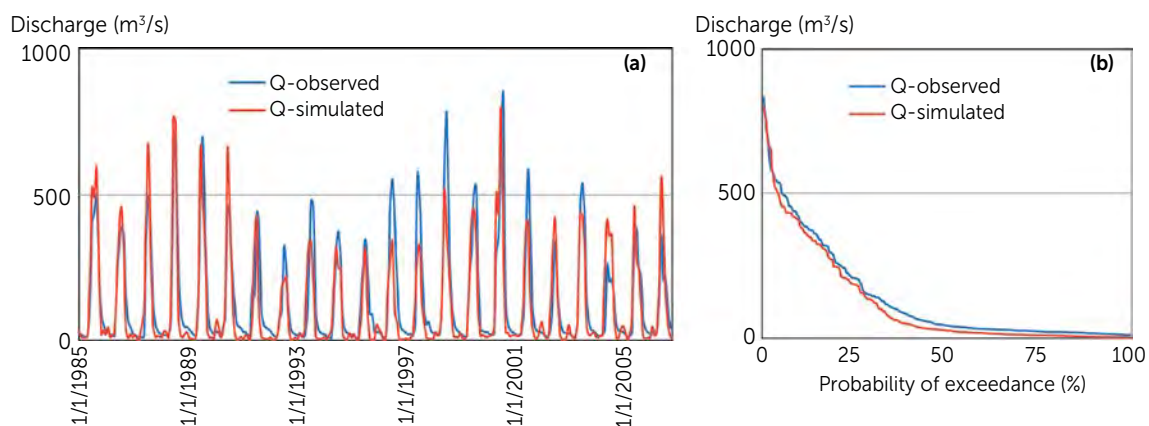 Discharge (m³/s)
1000
500
0
(a)
Q-observed
Q-simulated
1/1/1985
1/1/1989
1/1/1993
1/1/1997
1/1/2001
1/1/2005
Discharge (m³/s)
1000
500
0
(b)
Q-observed
Q-simulated
0 25 50 75 100
Probability of exceedance (%)